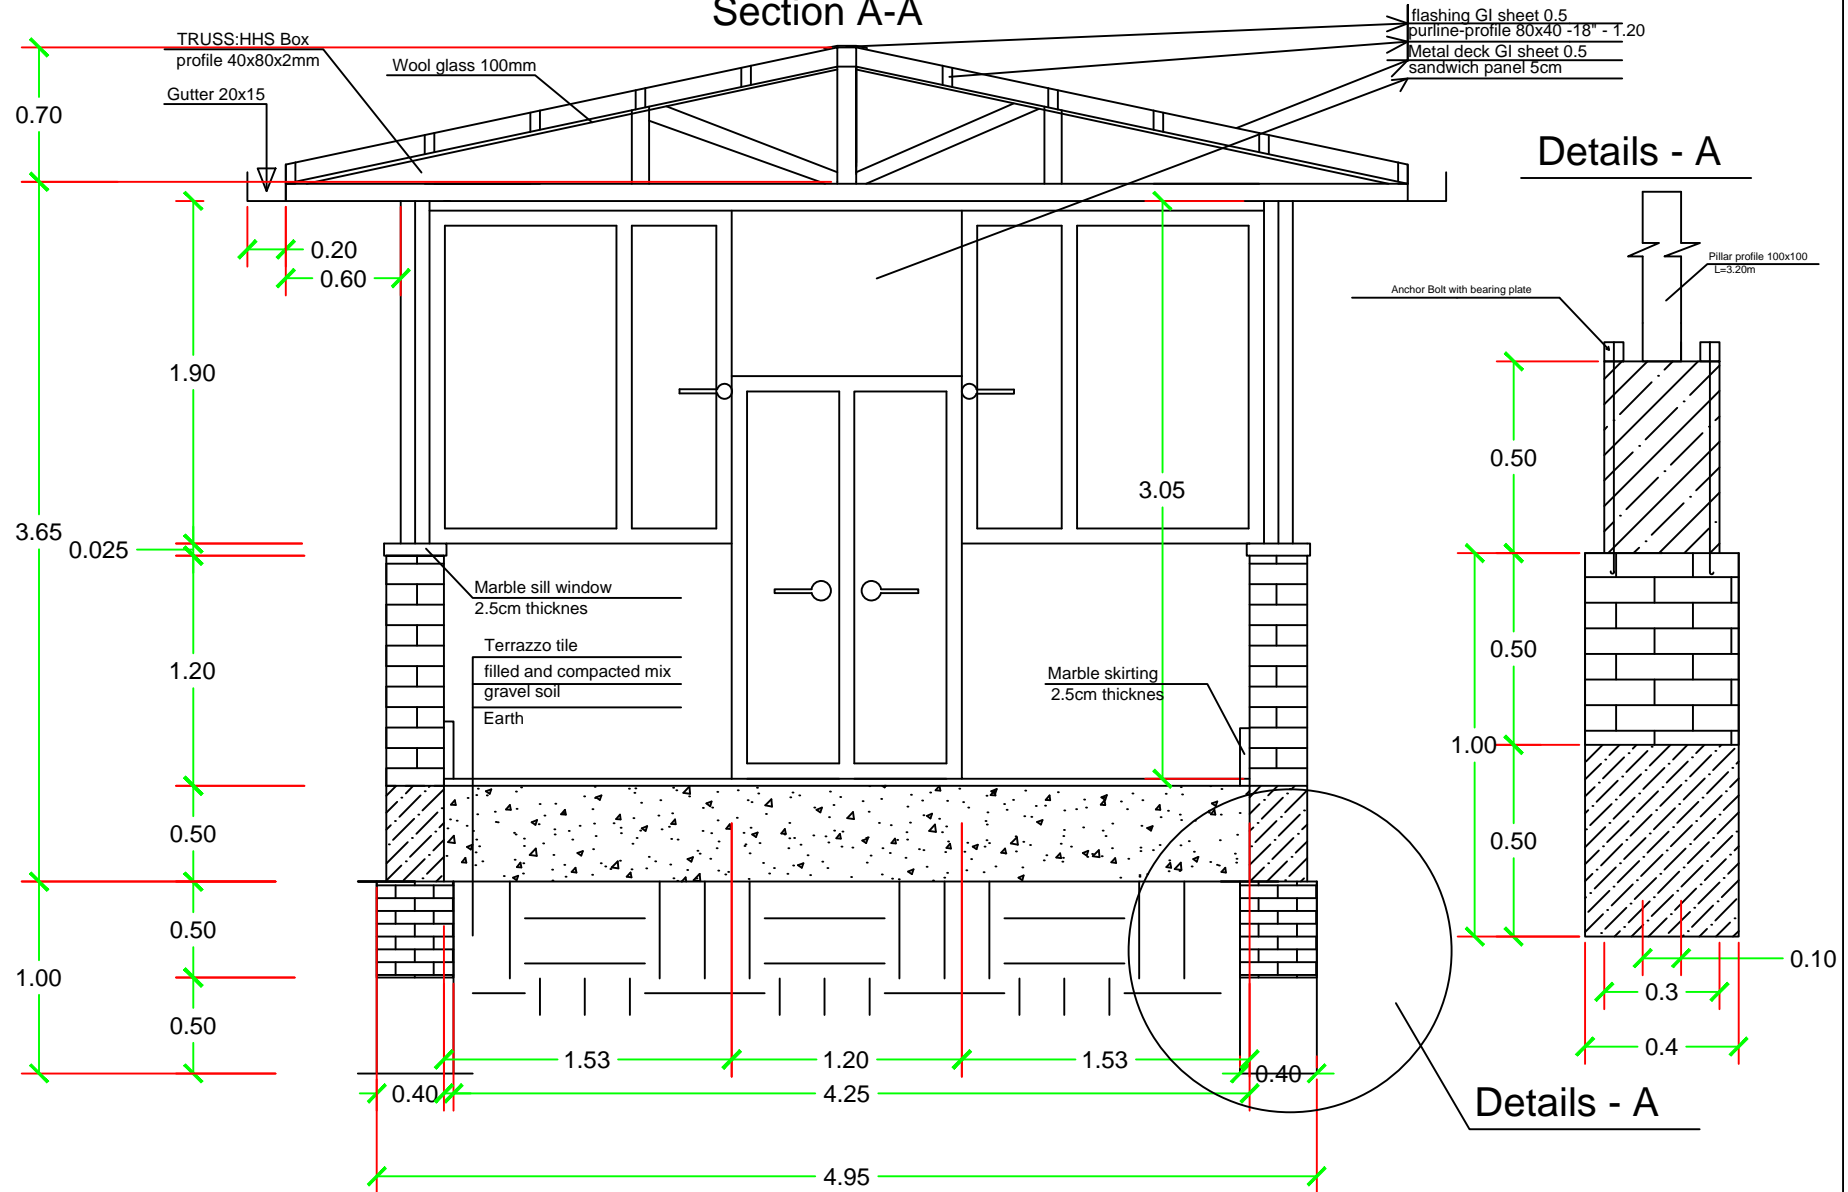 Section A-A
flashing GI sheet 0.5
purline-profile 80x40 -18" - 1.20
Metal deck GI sheet 0.5
sandwich panel 5cm
TRUSS:HHS Box
profile 40x80x2mm
Wool glass 100mm
Gutter 20x15
0.70
Details - A
0.20
0.60
Pillar profile 100x100
L=3.20m
Anchor Bolt with bearing plate
1.90
3.05
0.50
3.65
0.025
Marble sill window
2.5cm thicknes
Terrazzo tile
filled and compacted mix
gravel soil
Earth
1.20
Marble skirting
2.5cm thicknes
0.50
1.00
0.50
0.50
0.50
1.00
0.50
0.10
0.3
0.4
1.53
1.20
1.53
0.40
4.25
0.40
Details - A
4.95